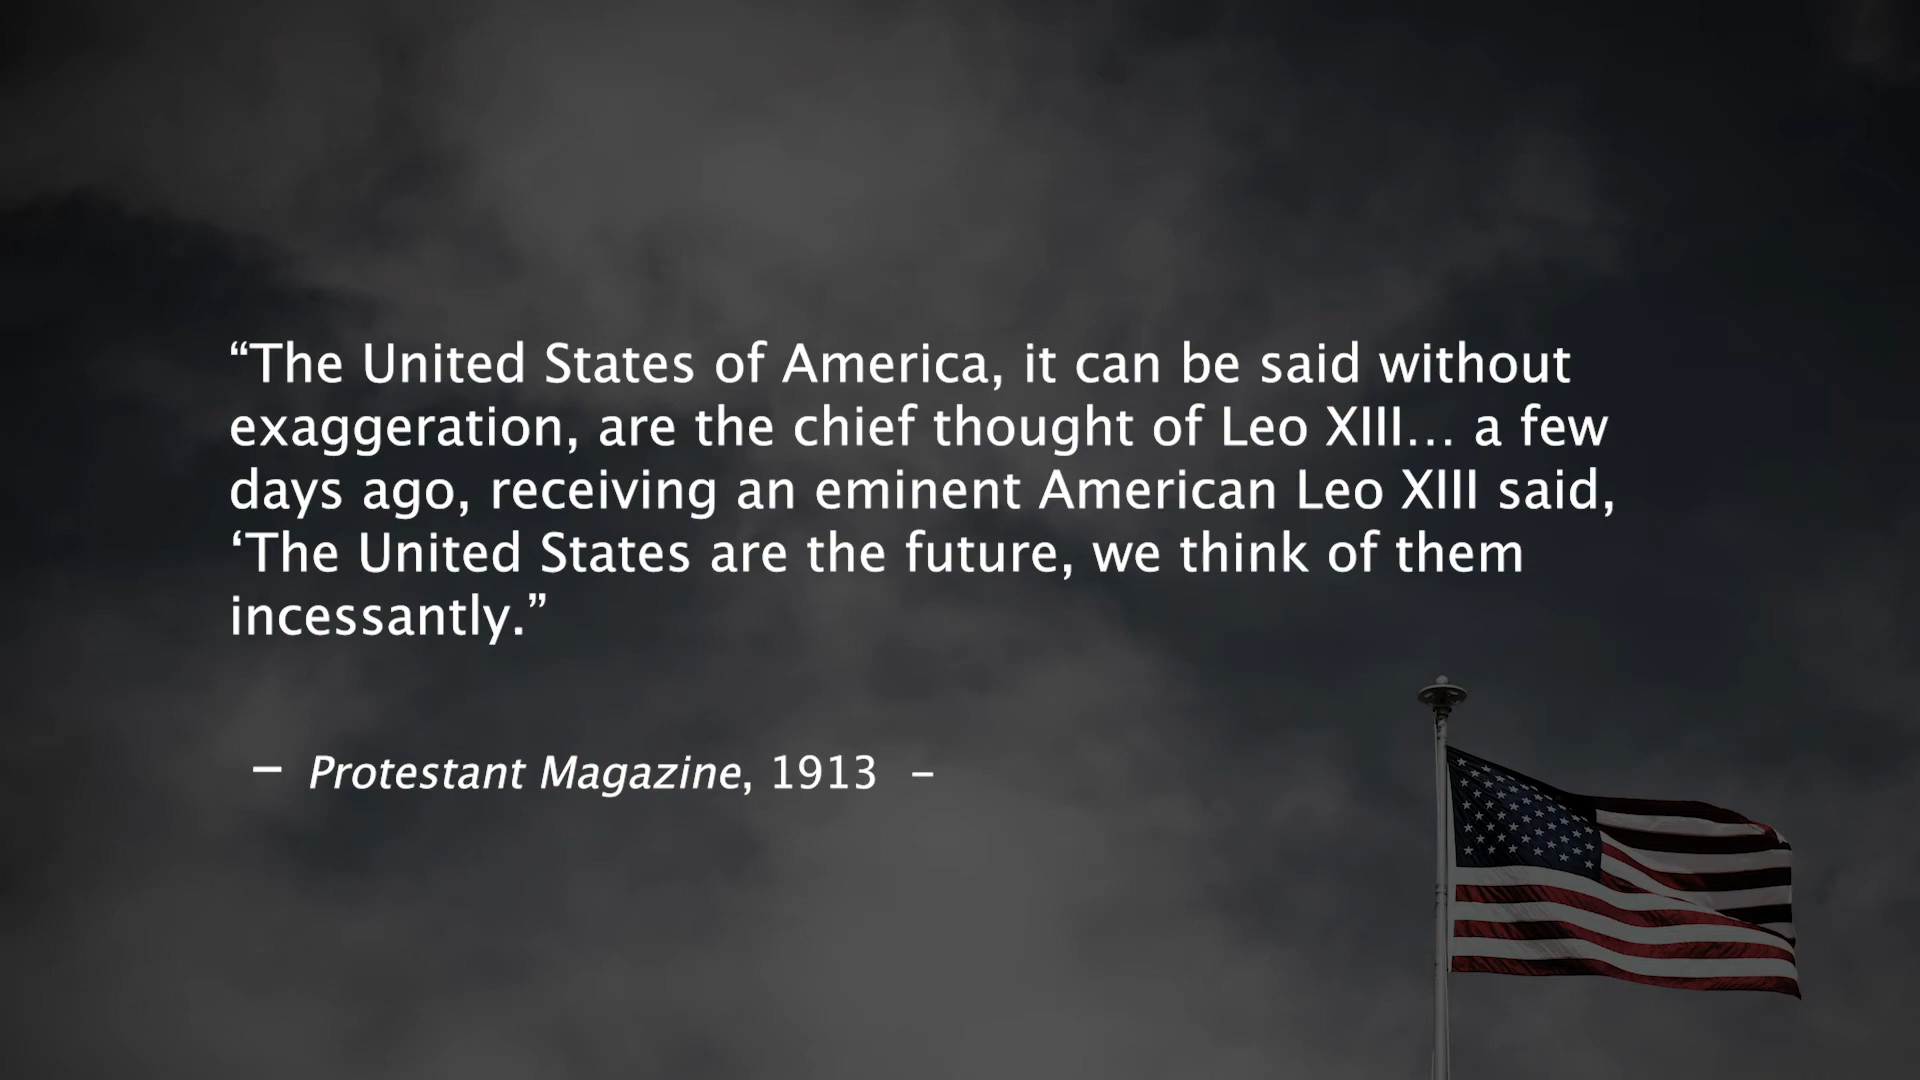 “The United States of America, it can be said without
exaggeration, are the chief thought of Leo XIII… a few
days ago, receiving an eminent American Leo XIII said,
‘The United States are the future, we think of them
incessantly.”
– Protestant Magazine, 1913 –